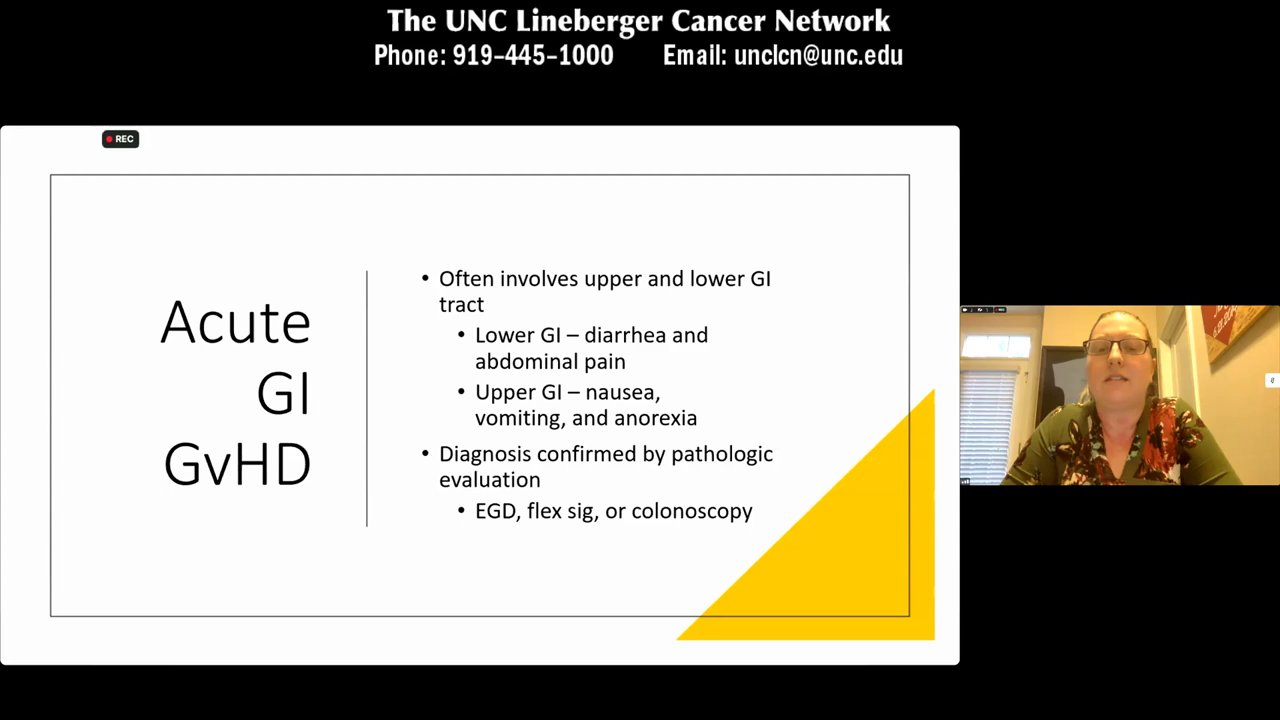 The UNC Lineberger Cancer Network
Phone: 919-445-1000 Email: unclcn@unc.edu
REC
Acute
GI
GvHD
• Often involves upper and lower GI
tract
• Lower GI – diarrhea and
abdominal pain
• Upper GI – nausea,
vomiting, and anorexia
• Diagnosis confirmed by pathologic
evaluation
• EGD, flex sig, or colonoscopy